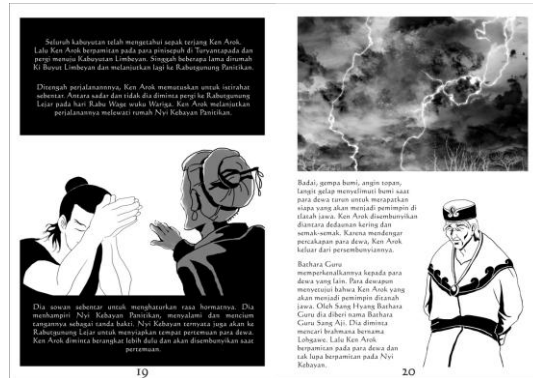 Seluruh kabuyutan telah mengetahui sepak terjang Ken Arok.
Lalu Ken Arok berpamitan pada para pinisepuh di Turyantapada dan
pergi menuju Kabuyutan Limbeyan. Singgah beberapa lama dirumah
Ki Buyut Limbeyan dan melanjutkan lagi ke Rabutgunung Panitikan.
Ditengah perjalanannnya, Ken Arok memutuskan untuk istirahat
sebentar. Antara sadar dan tidak dia diminta pergi ke Rabutgunung
Lejar pada hari Rabu Wage wuku Wariga. Ken Arok melanjutkan
perjalanannya melewati rumah Nyi Kebayan Panitikan.
Dia sowan sebentar untuk menghaturkan rasa hormatnya. Dia
menhampiri Nyi Kebayan Panitikan, menyalami dan mencium
tangannya sebagai tanda bakti. Nyi Kebayan ternyata juga akan ke
Rabutgunung Lejar untuk menyiapkan tempat pertemuan para dewa.
Ken Arok diminta berangkat lebih dulu dan akan disembunyikan saat
pertemuan.
19
Badai, gempa bumi, angin topan,
langit gelap menyelimuti bumi saat
para dewa turun untuk merapatkan
siapa yang akan menjadi pemimpin di
tlatah jawa. Ken Arok disembunyikan
diantara dedaunan kering dan
semak-semak. Karena mendengar
percakapan para dewa, Ken Arok
keluar dari persembunyiannya.
Bathara Guru
memperkenalkannya kepada para
dewa yang lain. Para dewapun
menyetujui bahwa Ken Arok yang
akan menjadi pemimpin ditanah
jawa. Oleh Sang Hyang Bathara
Guru dia diberi nama Bathara
Guru Sang Aji. Dia diminta
mencari brahmana bernama
Lohgawe. Lalu Ken Arok
berpamitan pada para dewa dan
tak lupa berpamitan pada Nyi
Kebayan.
20